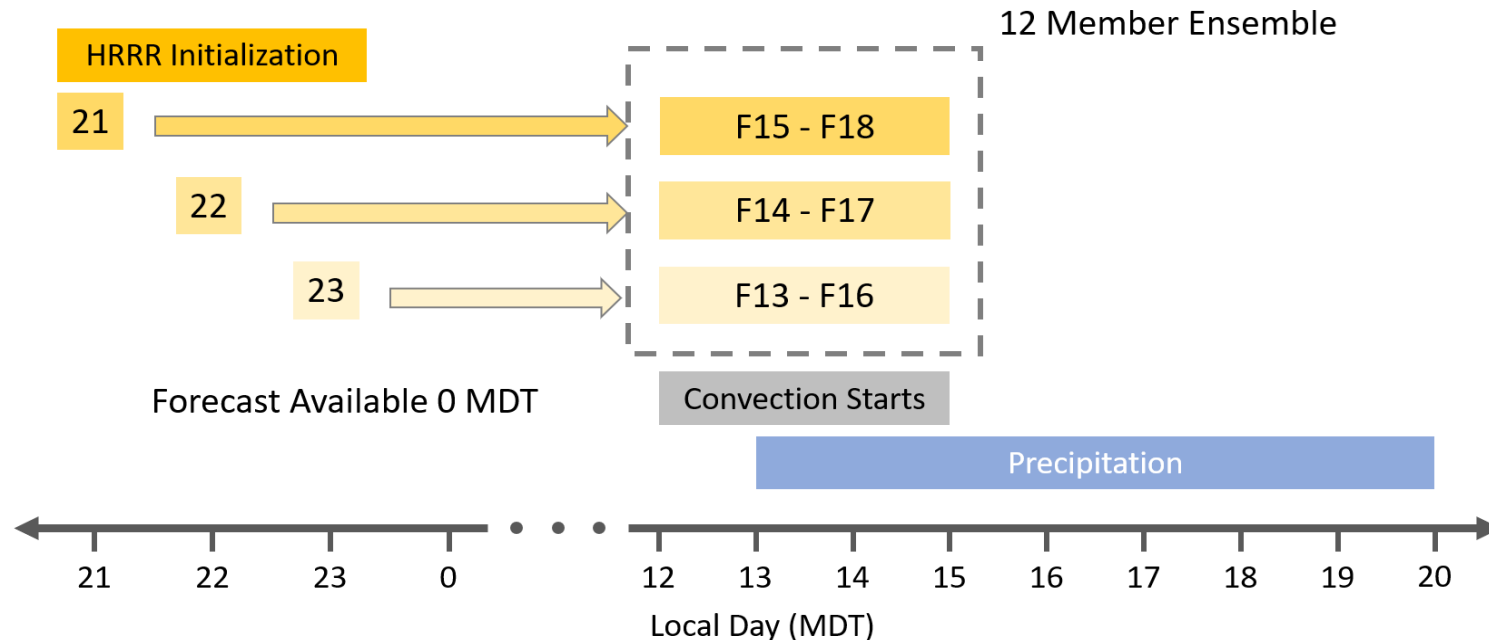 12 Member Ensemble
HRRR Initialization
21
F15 - F18
22
F14 - F17
23
F13 - F16
Forecast Available 0 MDT
Convection Starts
Precipitation
21 22 23 0 12 13 14 15 16 17 18 19 20
Local Day (MDT)